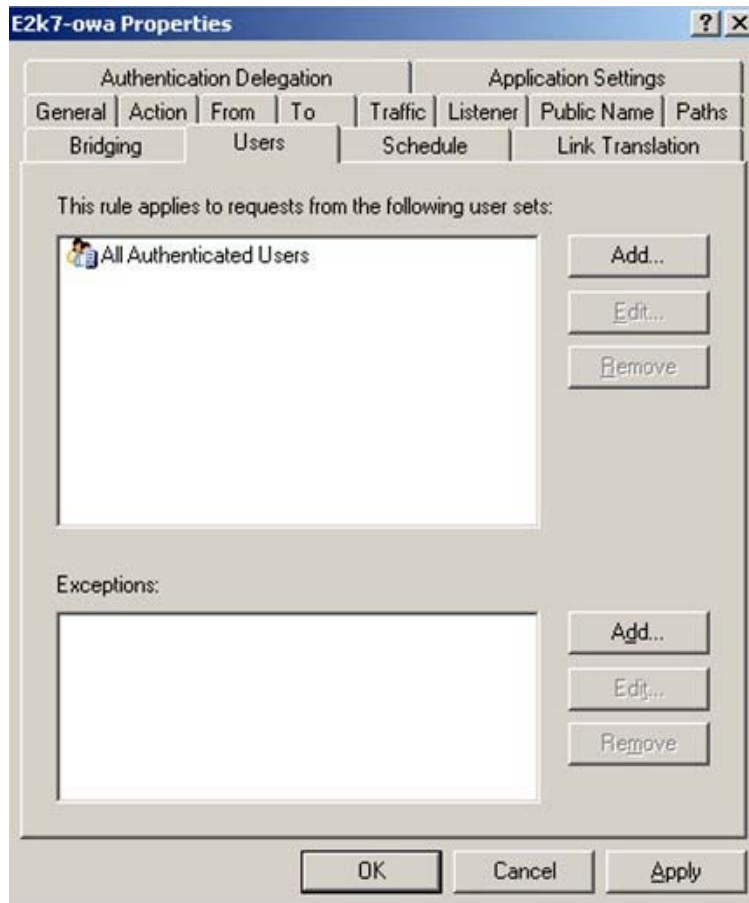 E2k7-owa Properties
Authentication Delegation Application Settings
General Action From To Traffic Listener Public Name Paths
Bridging Users Schedule Link Translation
This rule applies to requests from the following user sets:
All Authenticated Users
Add...
Edit...
Remove
Exceptions:
Add...
Edit...
Remove
OK Cancel Apply